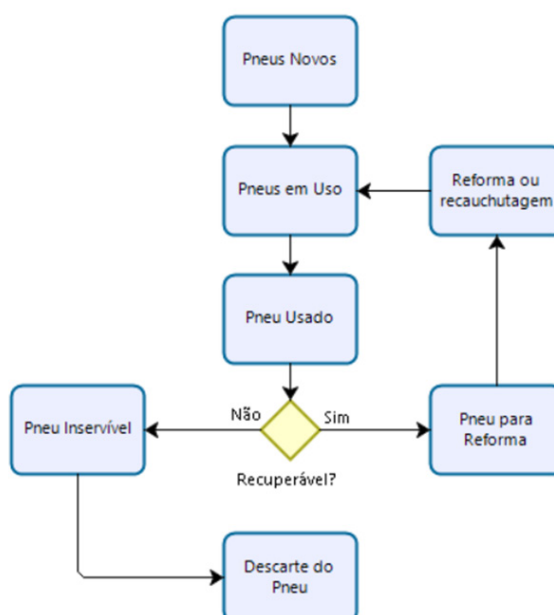 Pneus Novos
Pneus em Uso
Reforma ou
recauchutagem
Pneu Usado
Não
Sim
Pneu Inservível
Pneu para
Reforma
Recuperável?
Descarte do
Pneu